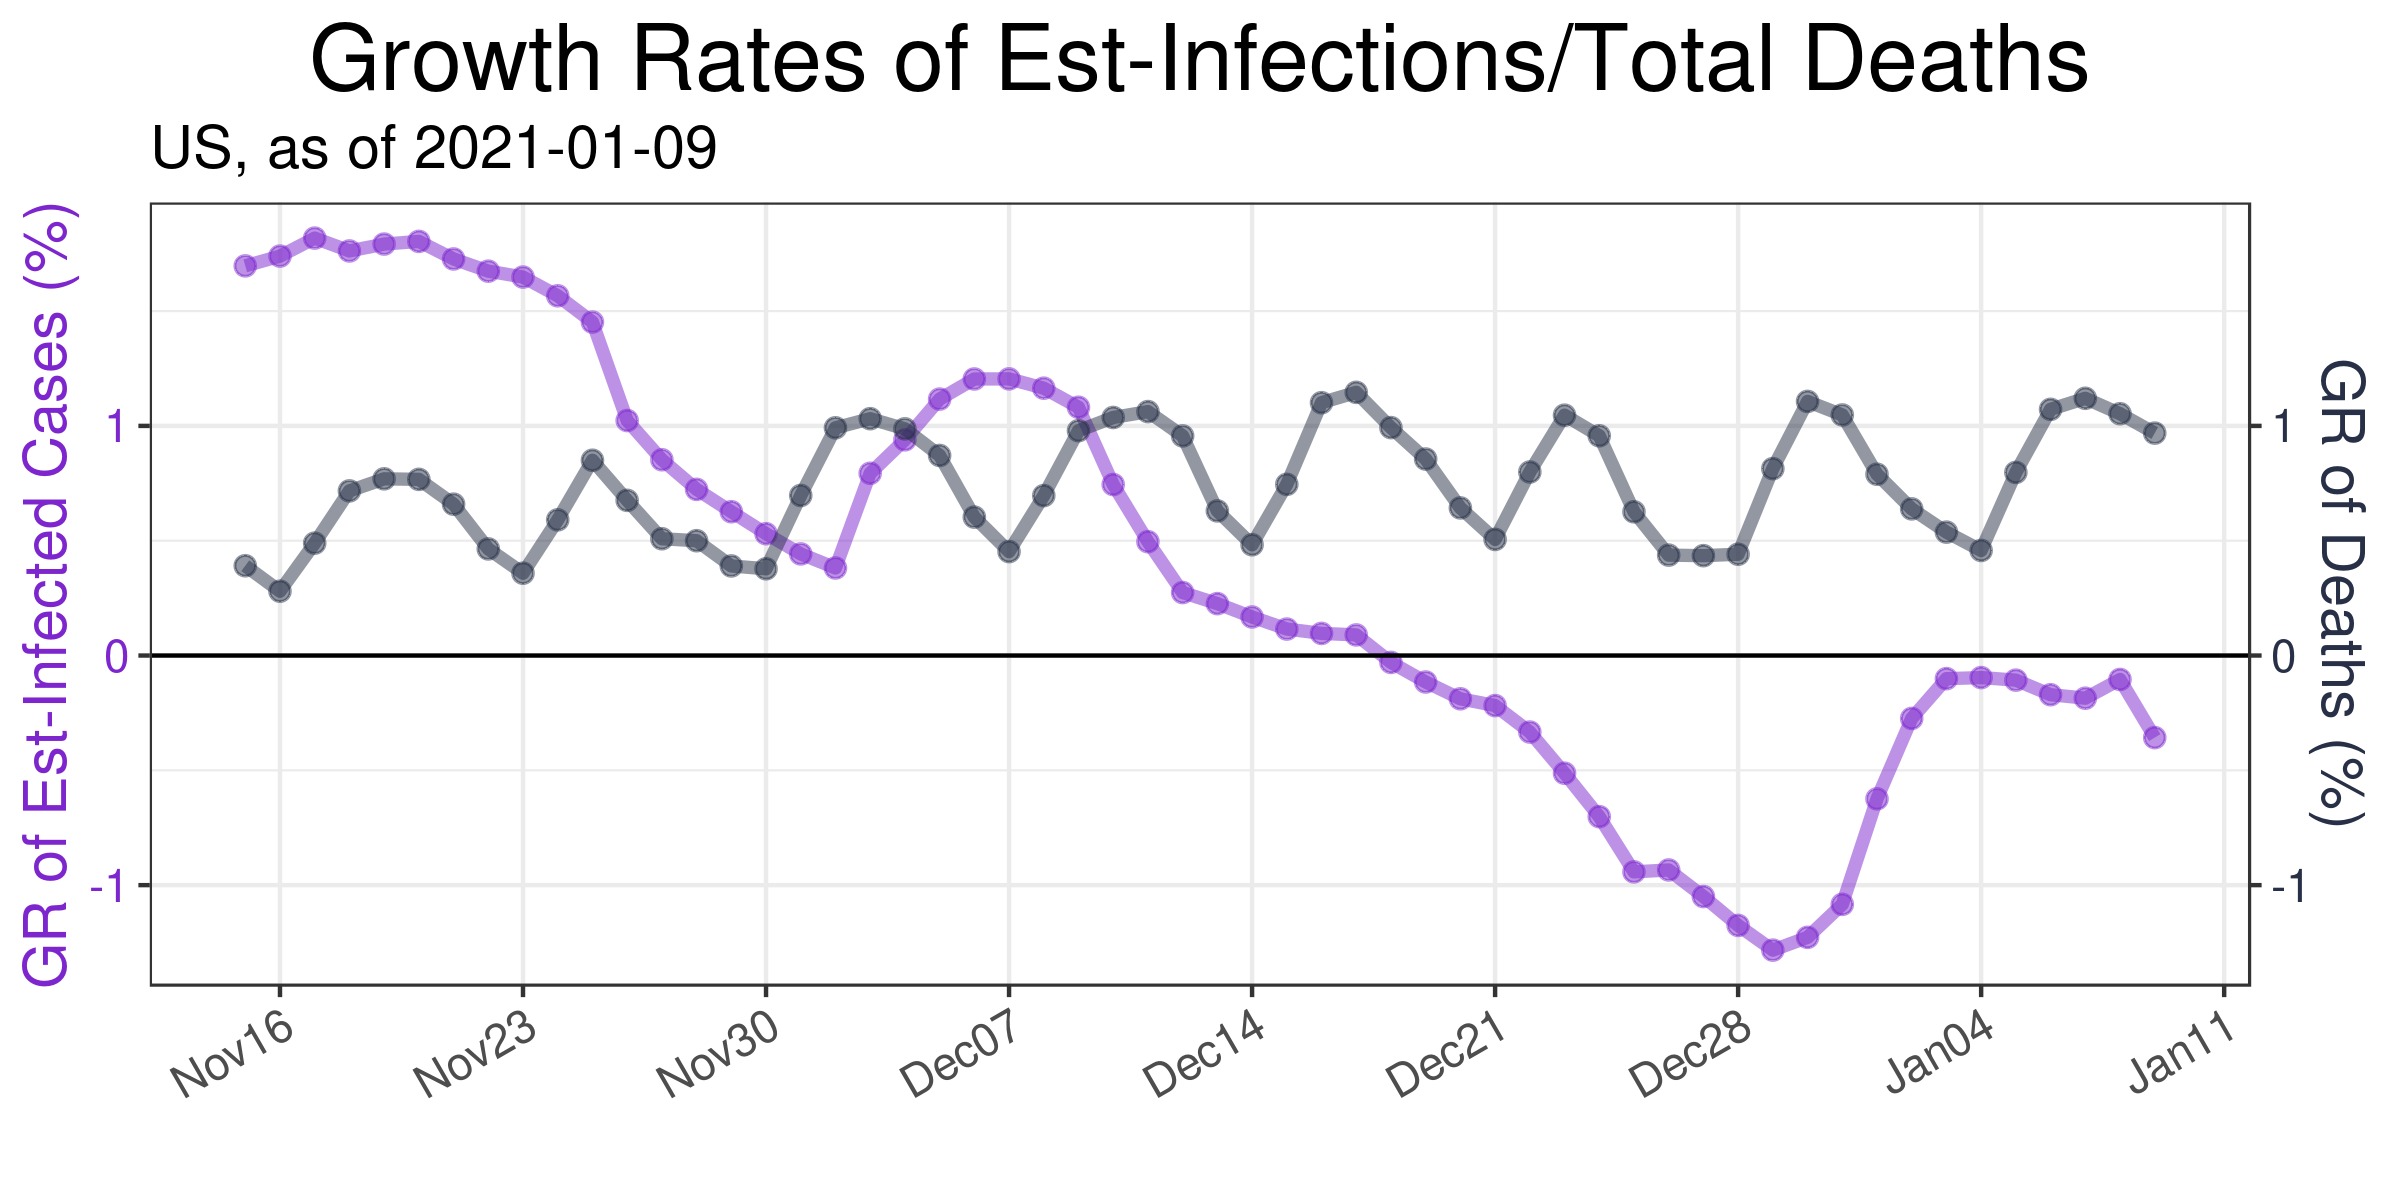 Growth Rates of Est-Infections/Total Deaths
US, as of 2021-01-09
GR of Est-Infected Cases (%)
1
0
-1
GR of Deaths (%)
1
0
-1
Nov16
Nov23
Nov30
Dec07
Dec14
Dec21
Dec28
Jan04
Jan11